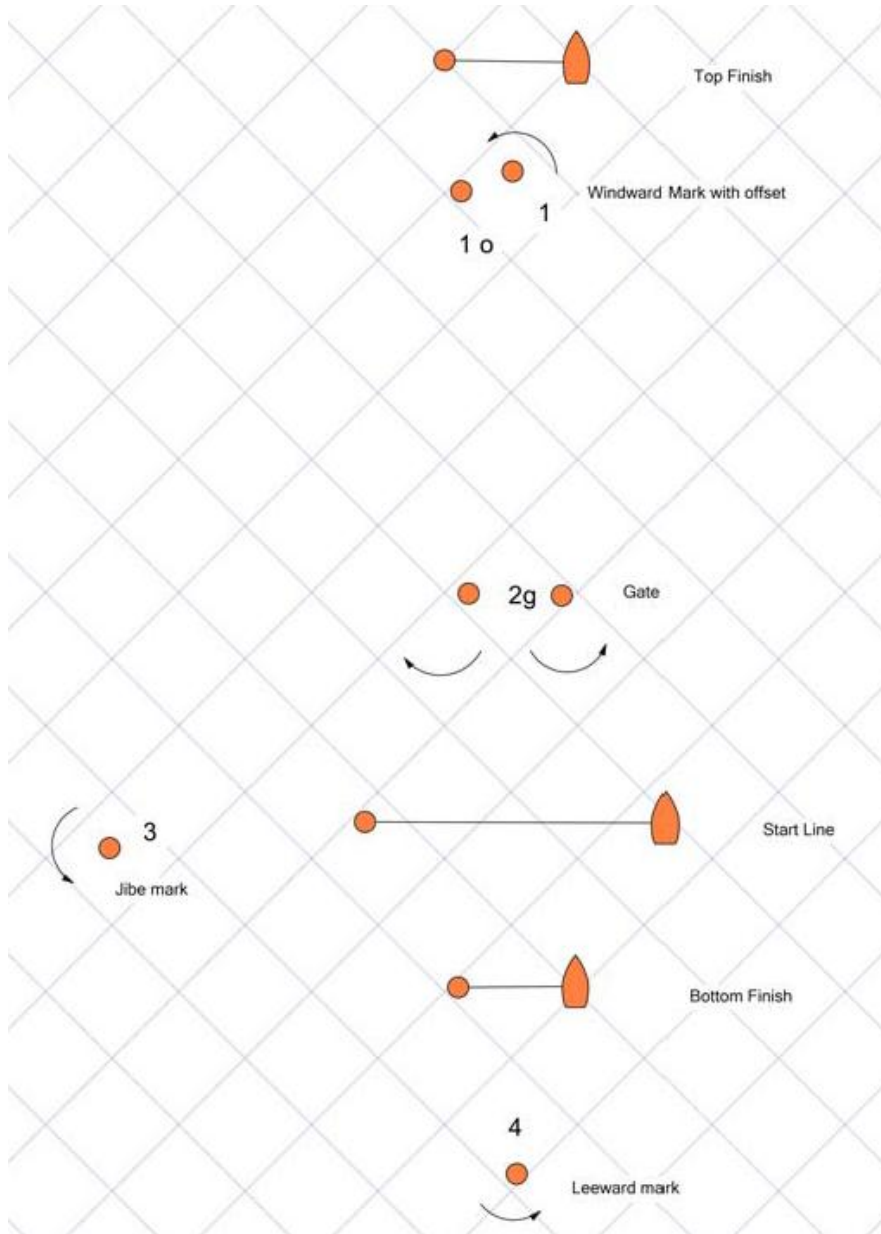 Top Finish
Windward Mark with offset
1
1 o
2g
Gate
3
Start Line
Jibe mark
Bottom Finish
4
Leeward mark